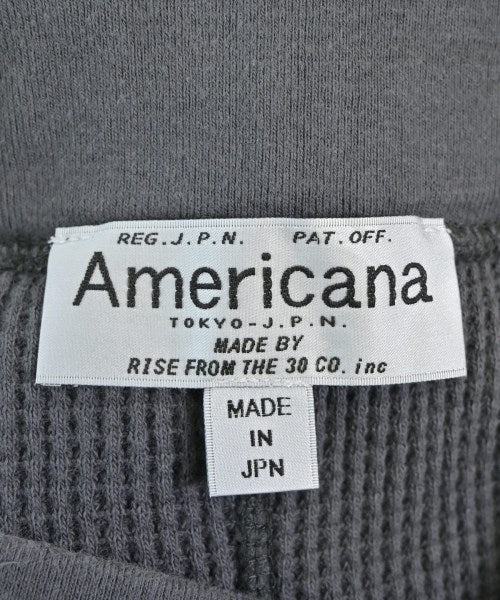 REG.J.P.N. PAT.OFF.
Americana
TOKYO-J.P.N.
MADE BY
RISE FROM THE 30 CO. inc
MADE
IN
JPN